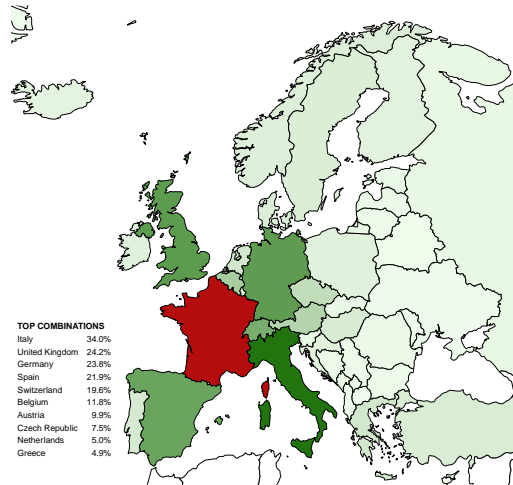 TOP COMBINATIONS
Italy 34.0%
United Kingdom 24.2%
Germany 23.8%
Spain 21.9%
Switzerland 19.6%
Belgium 11.8%
Austria 9.9%
Czech Republic 7.5%
Netherlands 5.0%
Greece 4.9%